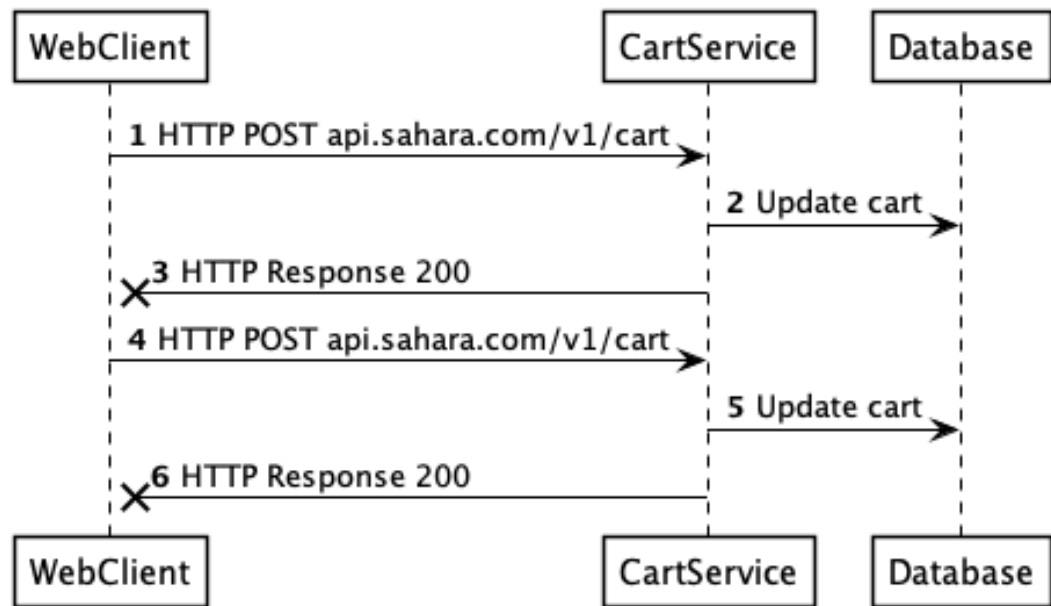 WebClient
CartService
Database
1 HTTP POST api.sahara.com/v1/cart
2 Update cart
3 HTTP Response 200
4 HTTP POST api.sahara.com/v1/cart
5 Update cart
6 HTTP Response 200
WebClient
CartService
Database